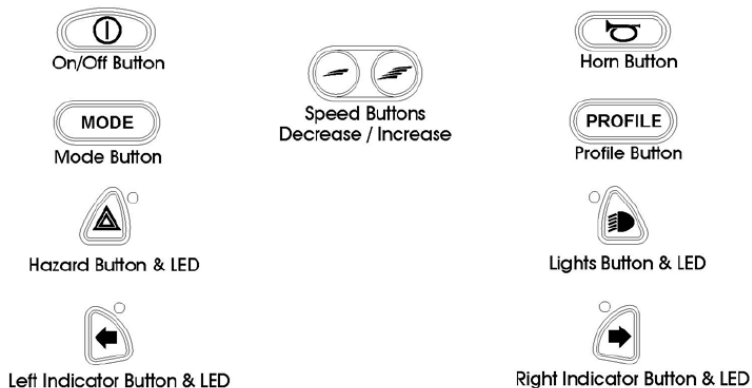 On/Off Button
Horn Button
Speed Buttons
Decrease / Increase
MODE
Mode Button
PROFILE
Profile Button
Hazard Button & LED
Lights Button & LED
Left Indicator Button & LED
Right Indicator Button & LED